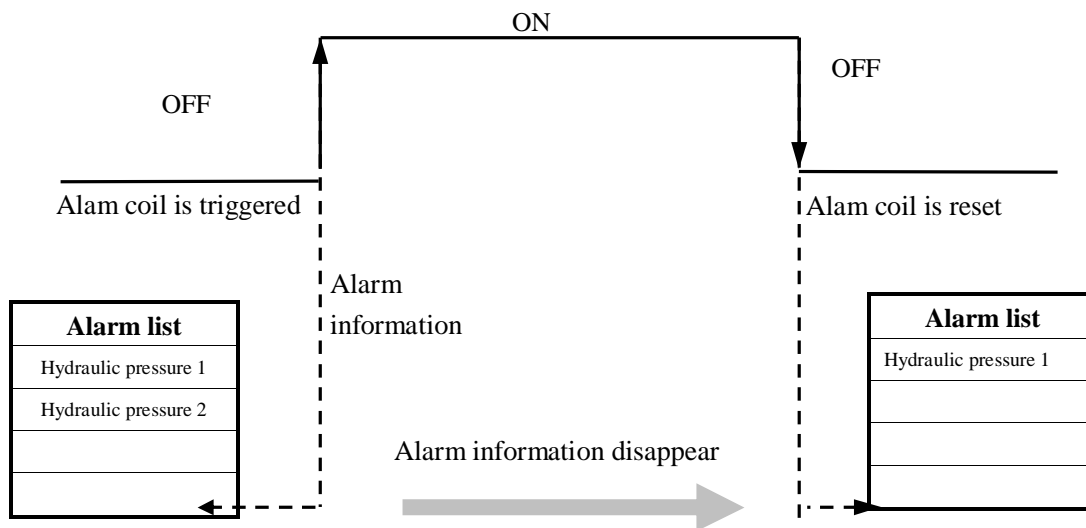 ON
OFF
OFF
Alam coil is triggered
Alam coil is reset
Alarm
information
Alarm list
Hydraulic pressure 1
Hydraulic pressure 2
Alarm list
Hydraulic pressure 1
Alarm information disappear